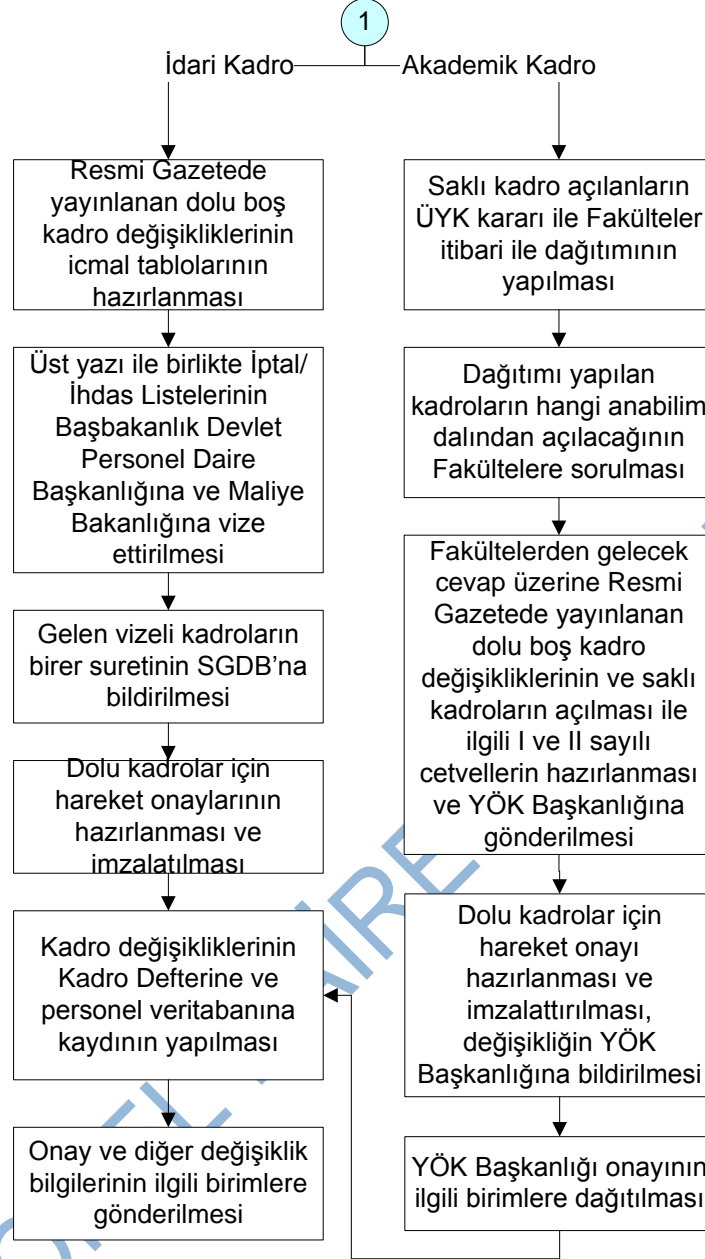 1
İdari Kadro
Akademik Kadro
Resmi Gazetede
yayınlanan dolu boş
kadro değişikliklerinin
icmal tablolarının
hazırlanması
Üst yazı ile birlikte İptal/
İhdas Listelerinin
Başbakanlık Devlet
Personel Daire
Başkanlığına ve Maliye
Bakanlığına vize
ettirilmesi
Gelen vizeli kadroların
birer suretinin SGDB’na
bildirilmesi
Dolu kadrolar için
hareket onaylarının
hazırlanması ve
imzalatılması
Kadro değişikliklerinin
Kadro Defterine ve
personel veritabanına
kaydının yapılması
Onay ve diğer değişiklik
bilgilerinin ilgili birimlere
gönderilmesi
Saklı kadro açılanların
ÜYK kararı ile Fakülteler
itibari ile dağıtımının
yapılması
Dağıtımı yapılan
kadroların hangi anabilim
dalından açılacağının
Fakültelere sorulması
Fakültelerden gelecek
cevap üzerine Resmi
Gazetede yayınlanan
dolu boş kadro
değişikliklerinin ve saklı
kadroların açılması ile
ilgili I ve II sayılı
cetvellerin hazırlanması
ve YÖK Başkanlığına
gönderilmesi
Dolu kadrolar için
hareket onayı
hazırlanması ve
imzalattırılması,
değişikliğin YÖK
Başkanlığına bildirilmesi
YÖK Başkanlığı onayının
ilgili birimlere dağıtılması